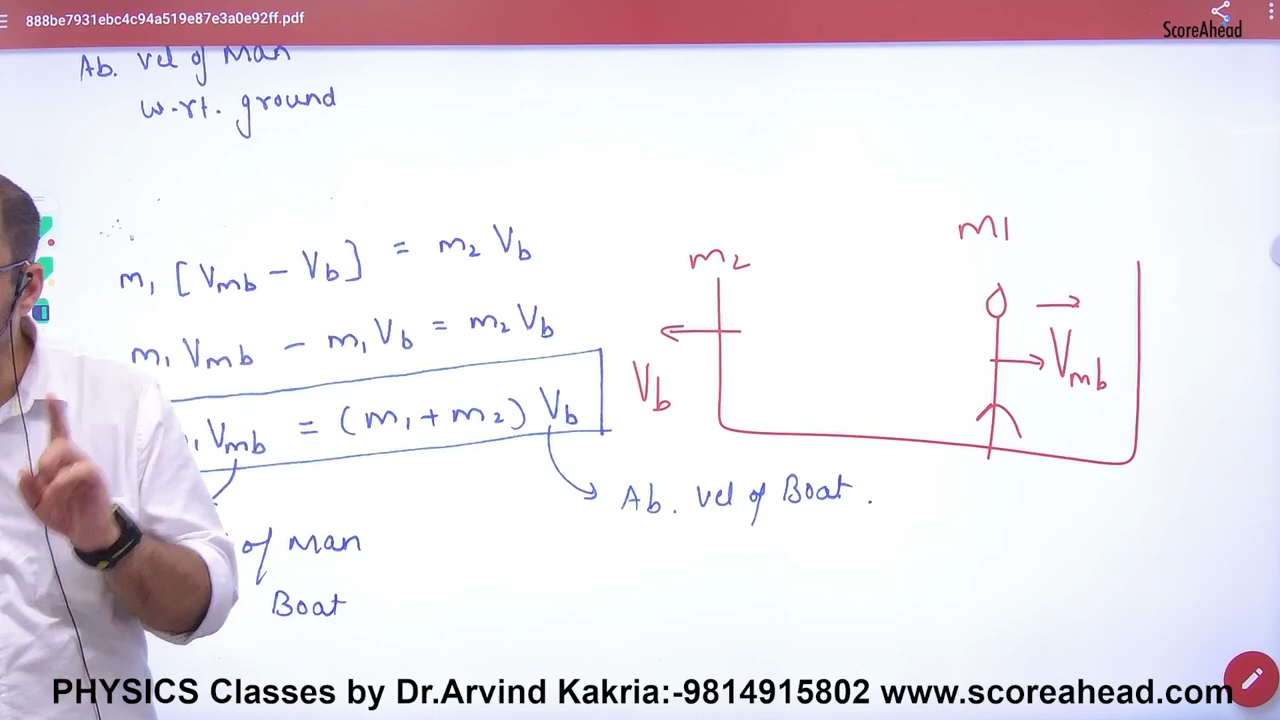 888be7931ebc4c94a519e87e3a0e92ff.pdf
ScoreAhead
Ab. vel of Man
w.r.t. ground
m₁ [Vmb – Vb] = m₂ Vb
m₁ Vmb – m₁ Vb = m₂ Vb
₁ Vmb = (m₁ + m₂) Vb
Ab. vel of Boat.
of Man
Boat
m₂
M1
Vb
Vmb
PHYSICS Classes by Dr.Arvind Kakria:-9814915802 www.scoreahead.com